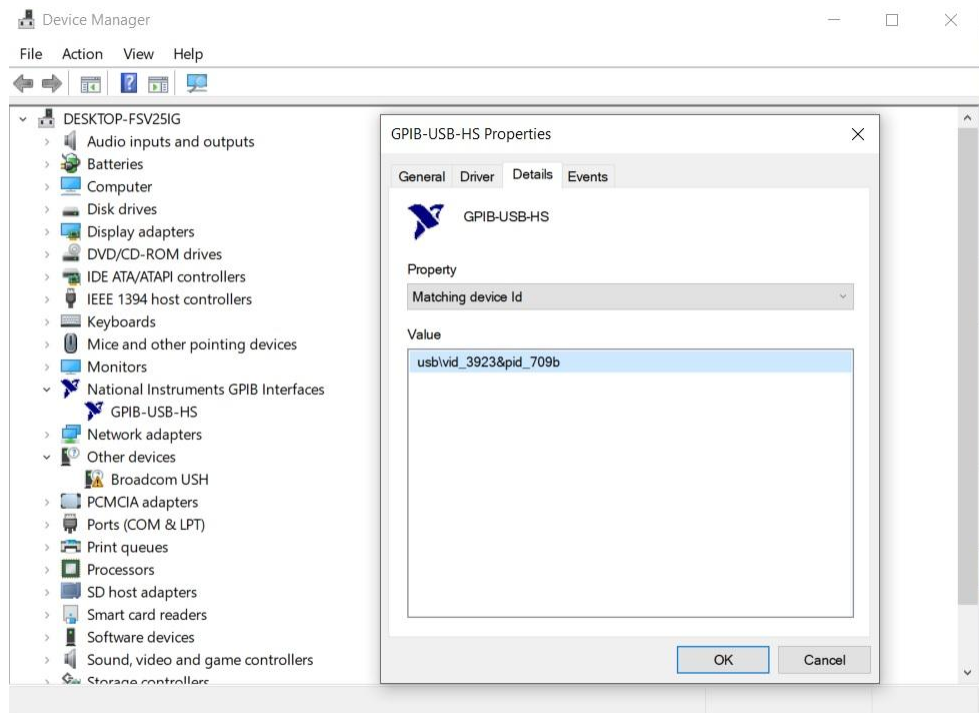 Device Manager
File Action View Help
DESKTOP-FSV25IG
Audio inputs and outputs
Batteries
Computer
Disk drives
Display adapters
DVD/CD-ROM drives
IDE ATA/ATAPI controllers
IEEE 1394 host controllers
Keyboards
Mice and other pointing devices
Monitors
National Instruments GPIB Interfaces
GPIB-USB-HS
Network adapters
Other devices
Broadcom USH
PCMCIA adapters
Ports (COM & LPT)
Print queues
Processors
SD host adapters
Smart card readers
Software devices
Sound, video and game controllers
Storage controllers
GPIB-USB-HS Properties
General Driver Details Events
GPIB-USB-HS
Property
Matching device Id
Value
usb\vid_3923&pid_709b
OK Cancel